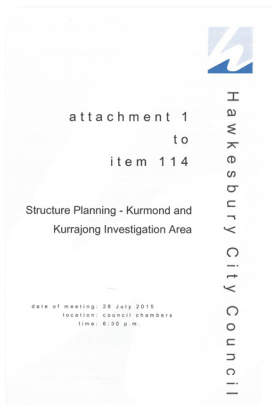 attachment 1
to
item 114
Structure Planning - Kurmond and
Kurrajong Investigation Area
date of meeting: 28 July 2015
location: council chambers
time: 6:30 p.m.
Hawkesbury City Council